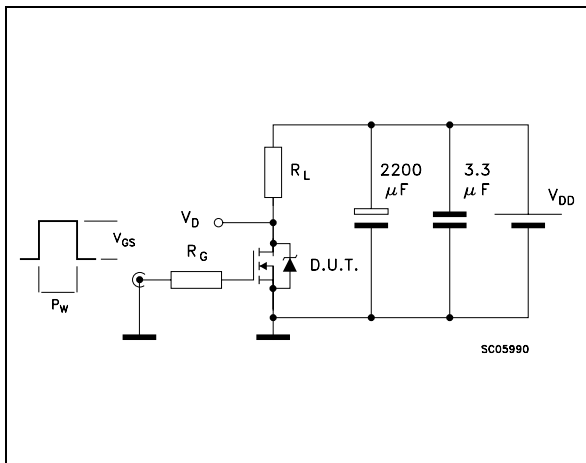 R_L
2200 μF
3.3 μF
V_DD
V_D
V_GS
R_G
D.U.T.
P_W
SC05990